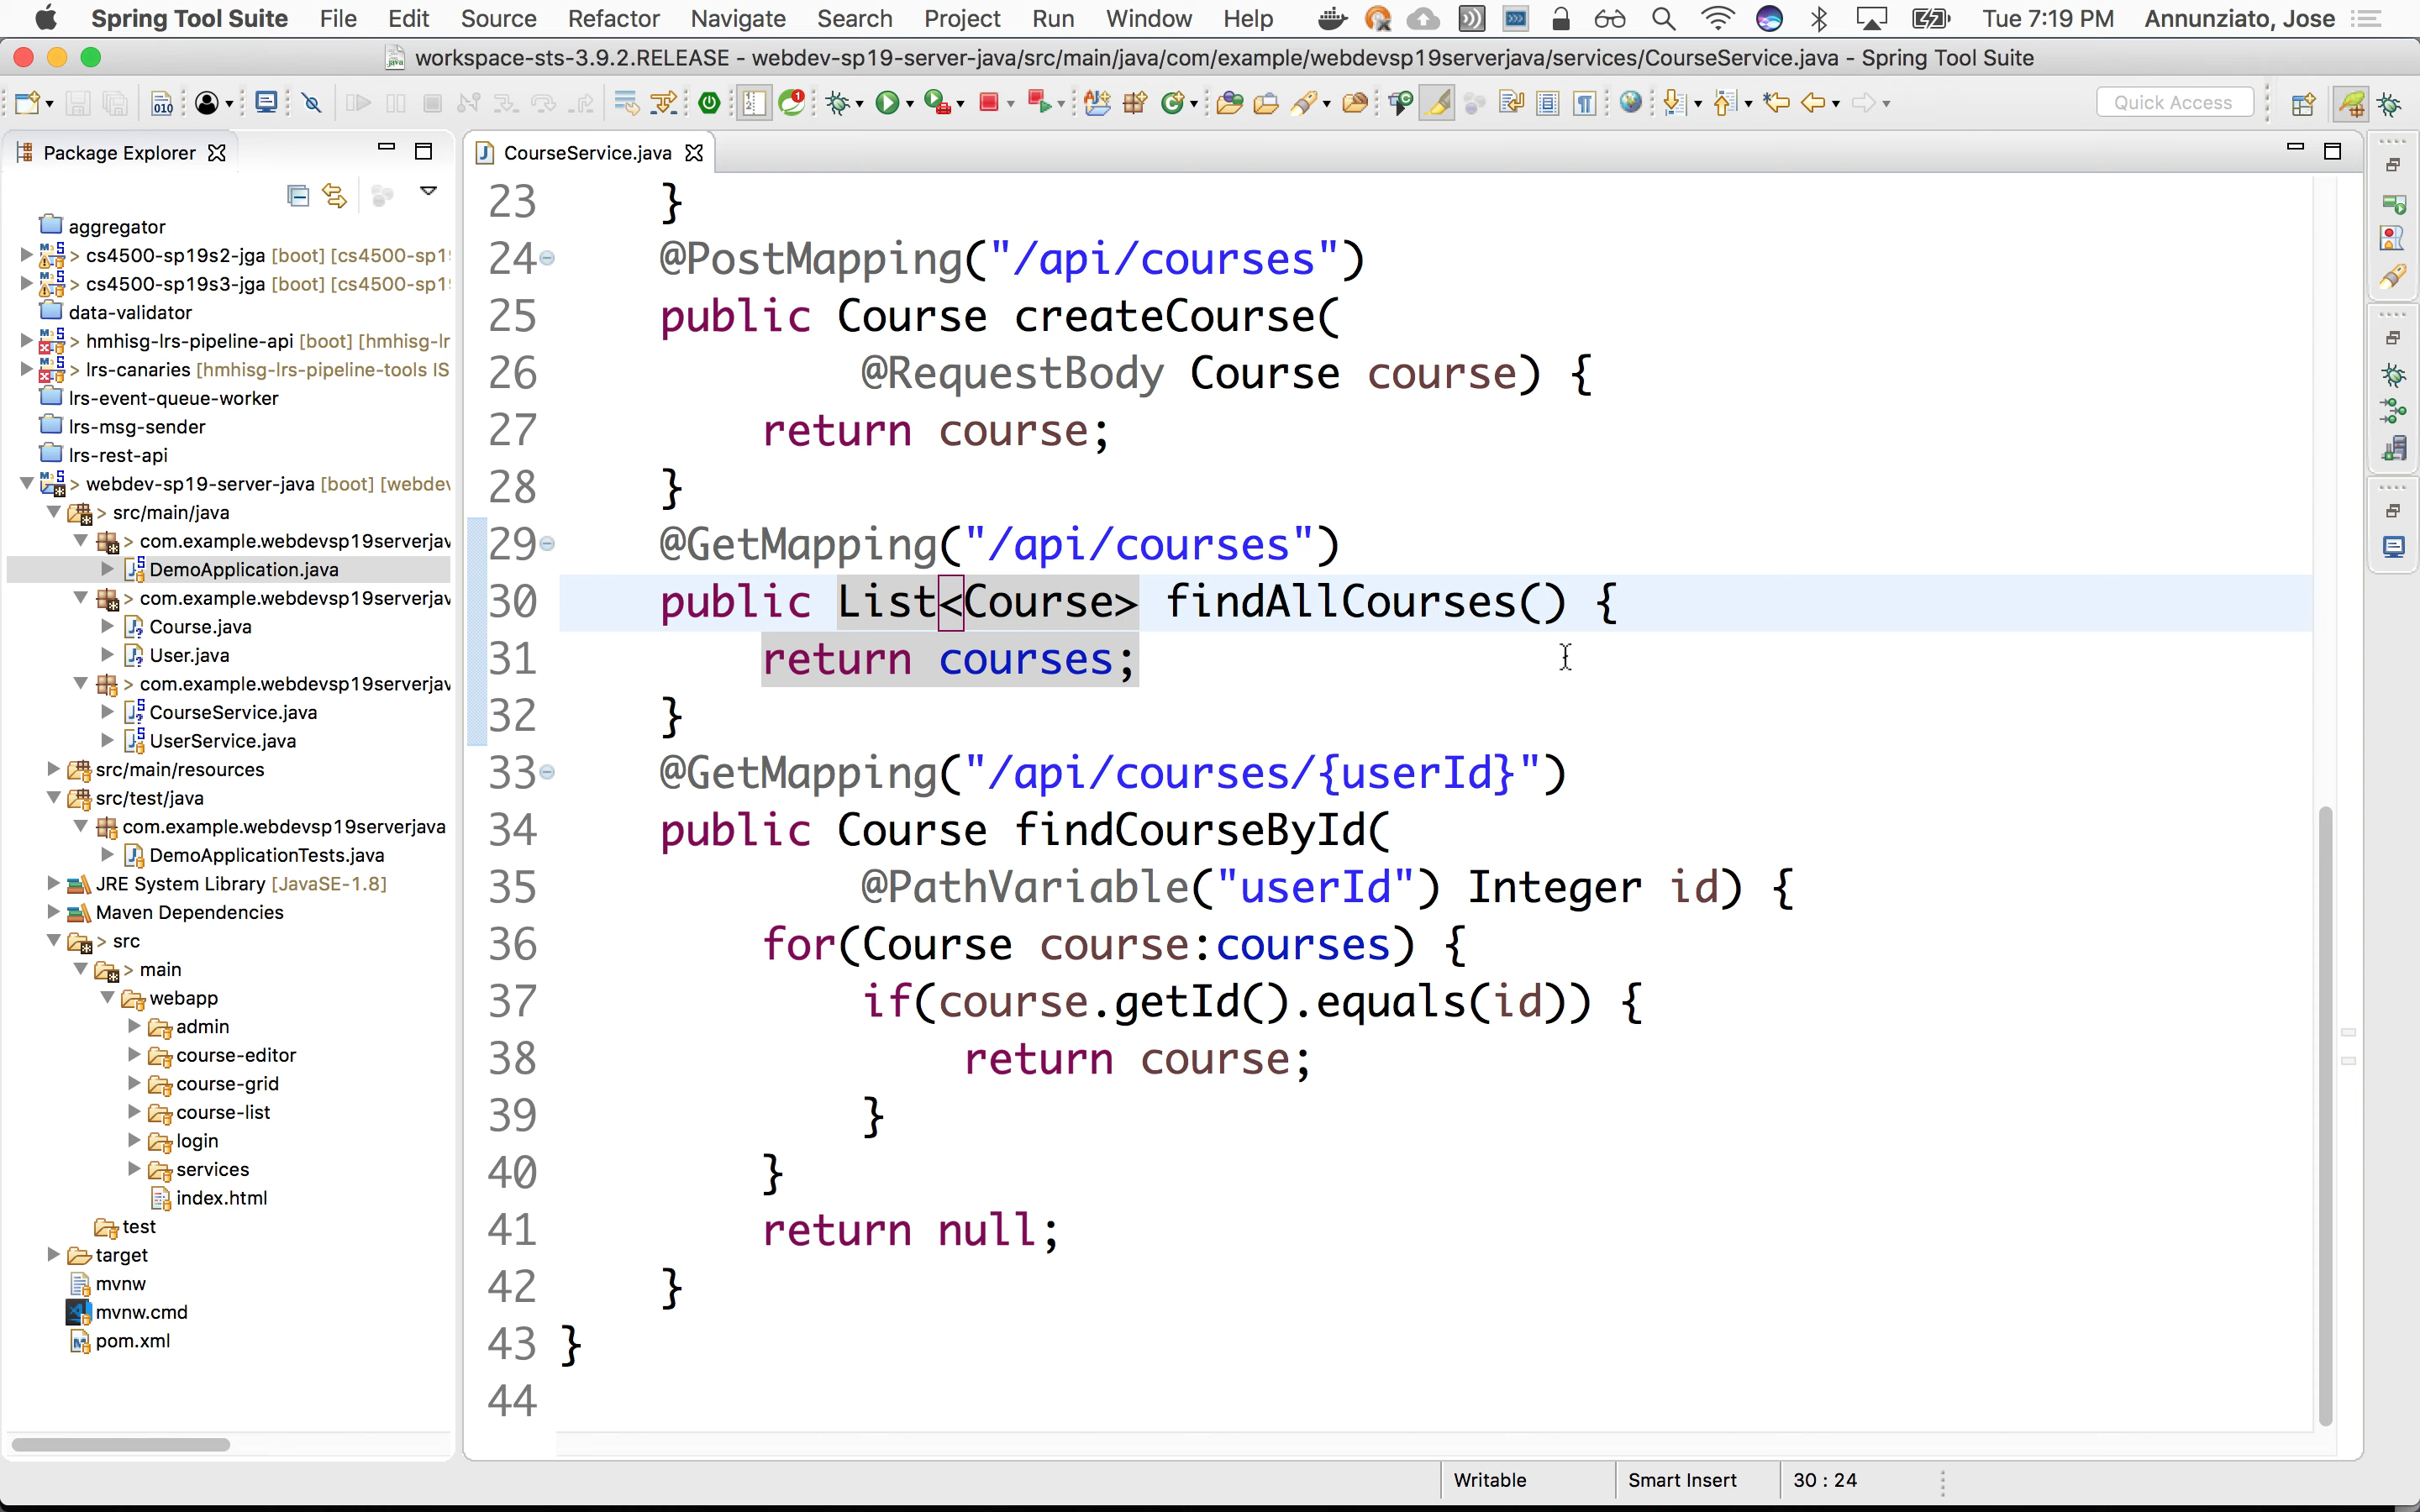 Spring Tool Suite File Edit Source Refactor Navigate Search Project Run Window Help Tue 7:19 PM Annunziato, Jose
workspace-sts-3.9.2.RELEASE - webdev-sp19-server-java/src/main/java/com/example/webdevsp19serverjava/services/CourseService.java - Spring Tool Suite
Quick Access
Package Explorer
aggregator
> cs4500-sp19s2-jga [boot] [cs4500-sp1
> cs4500-sp19s3-jga [boot] [cs4500-sp1
data-validator
> hmhisg-lrs-pipeline-api [boot] [hmhisg-lr
> lrs-canaries [hmhisg-lrs-pipeline-tools IS
lrs-event-queue-worker
lrs-msg-sender
lrs-rest-api
> webdev-sp19-server-java [boot] [webdev
> src/main/java
> com.example.webdevsp19serverjav
DemoApplication.java
> com.example.webdevsp19serverjav
Course.java
User.java
> com.example.webdevsp19serverjav
CourseService.java
UserService.java
src/main/resources
src/test/java
com.example.webdevsp19serverjava
DemoApplicationTests.java
JRE System Library [JavaSE-1.8]
Maven Dependencies
> src
> main
webapp
admin
course-editor
course-grid
course-list
login
services
index.html
test
target
mvnw
mvnw.cmd
pom.xml
CourseService.java
23 }
24 @PostMapping("/api/courses")
25 public Course createCourse(
26 @RequestBody Course course) {
27 return course;
28 }
29 @GetMapping("/api/courses")
30 public List<Course> findAllCourses() {
31 return courses;
32 }
33 @GetMapping("/api/courses/{userId}")
34 public Course findCourseById(
35 @PathVariable("userId") Integer id) {
36 for(Course course:courses) {
37 if(course.getId().equals(id)) {
38 return course;
39 }
40 }
41 return null;
42 }
43 }
44
Writable Smart Insert 30 : 24